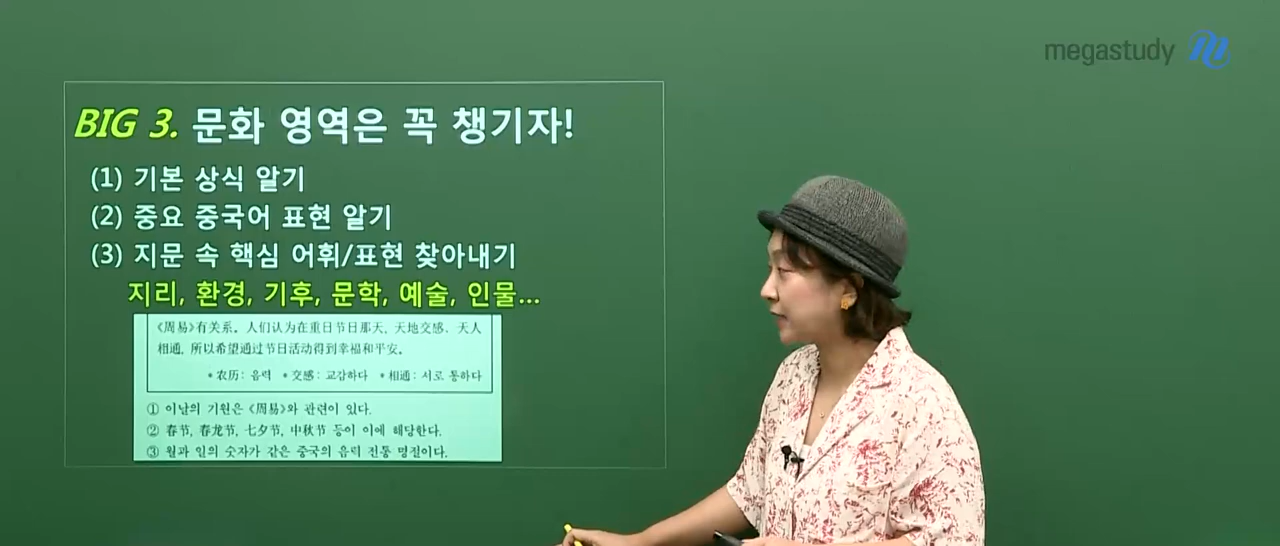 megastudy
BIG 3. 문화 영역은 꼭 챙기자!
(1) 기본 상식 알기
(2) 중요 중국어 표현 알기
(3) 지문 속 핵심 어휘/표현 찾아내기
지리, 환경, 기후, 문학, 예술, 인물...
《周易》有关系。人们认为在重日节日那天，天地交感、天人
相通，所以希望通过节日活动得到幸福和平安。
*农历: 음력 *交感: 교감하다 *相通: 서로 통하다
① 이날의 기원은 《周易》와 관련이 있다.
② 春节, 春龙节, 七夕节, 中秋节 등이 이에 해당한다.
③ 월과 일의 숫자가 같은 중국의 음력 전통 명절이다.